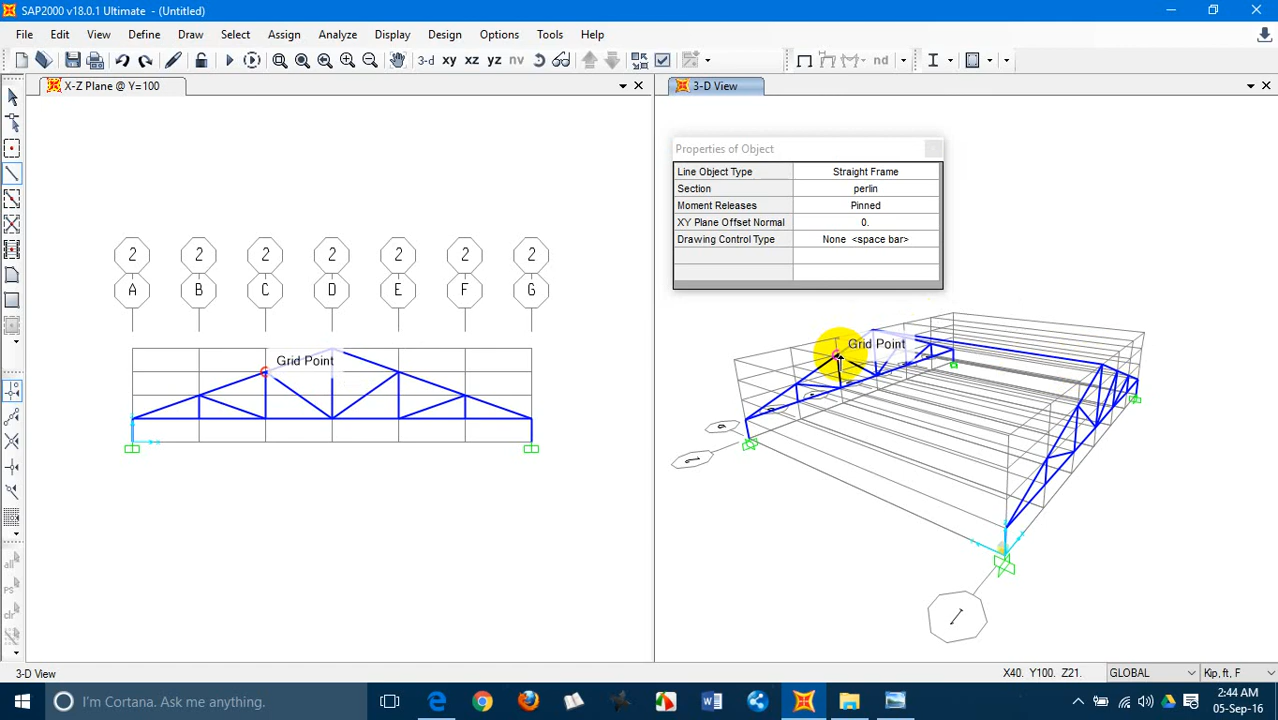 SAP2000 v18.0.1 Ultimate - (Untitled)
File Edit View Define Draw Select Assign Analyze Display Design Options Tools Help
3-d xy xz yz nv nd
X-Z Plane @ Y=100
3-D View
Properties of Object
Line Object Type Straight Frame
Section perlin
Moment Releases Pinned
XY Plane Offset Normal 0.
Drawing Control Type None <space bar>
2 2 2 2 2 2 2
A B C D E F G
Grid Point
Grid Point
all
PS
clr
3-D View X40. Y100. Z21. GLOBAL Kip, ft, F
I'm Cortana. Ask me anything.
2:44 AM
05-Sep-16